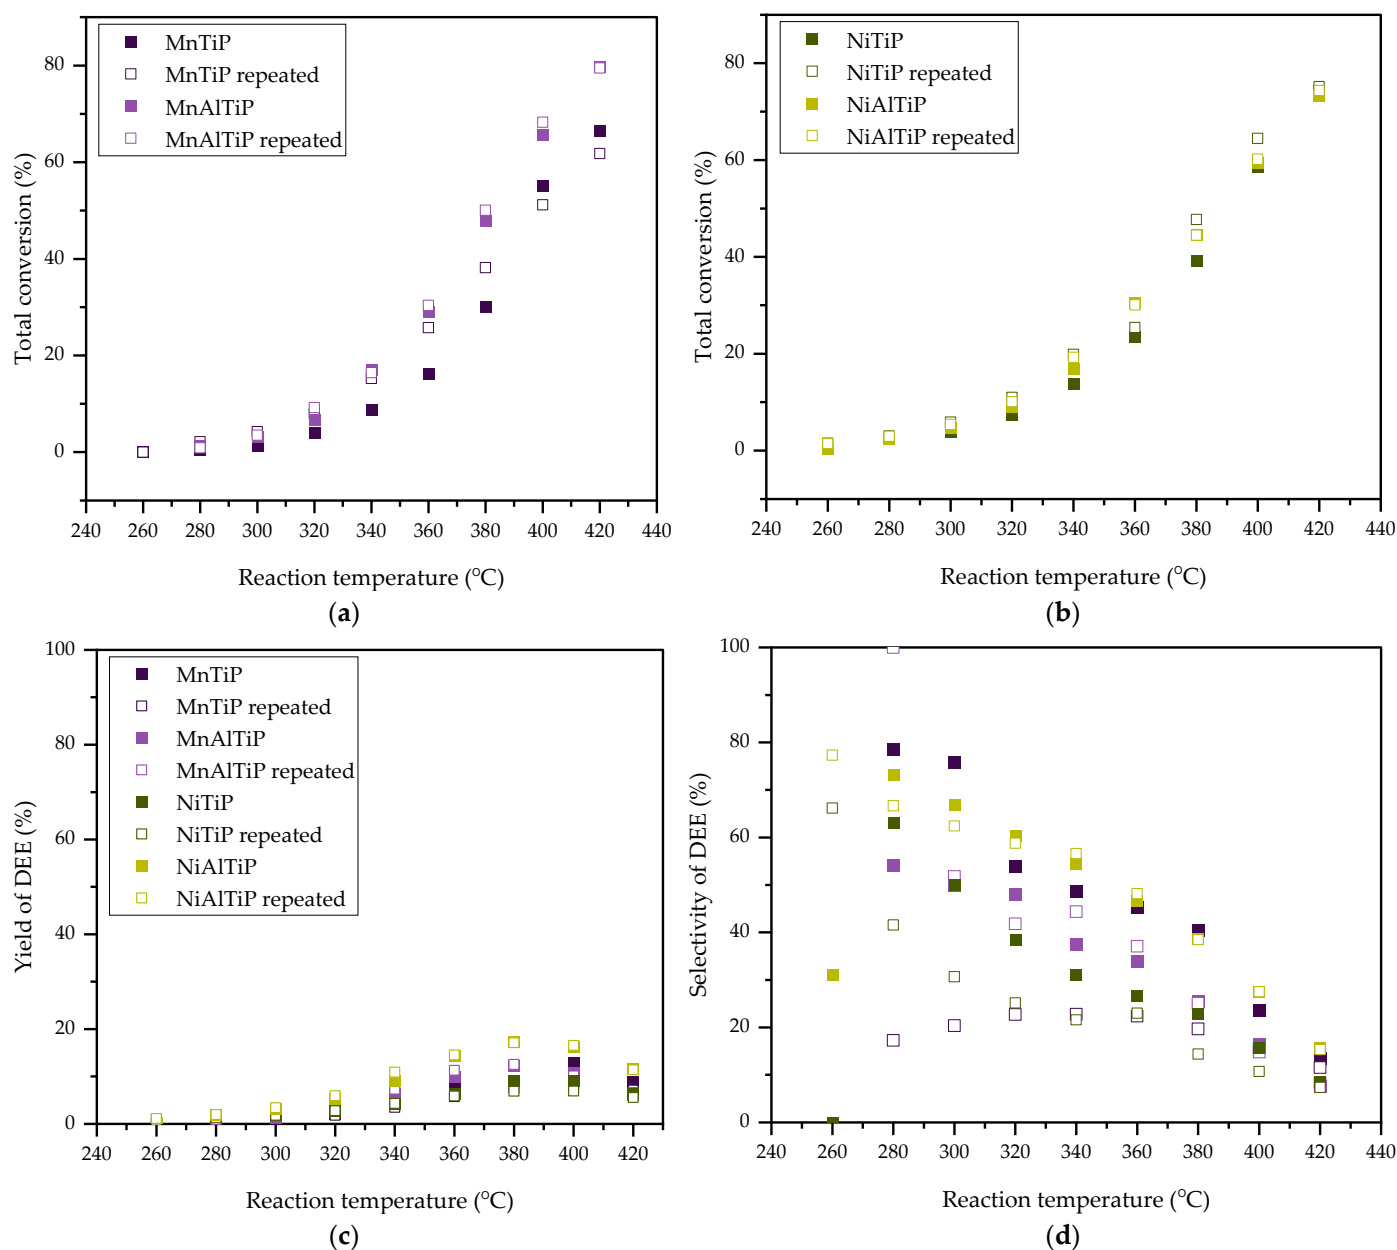 MnTiP
MnTiP repeated
MnAlTiP
MnAlTiP repeated
Total conversion (%)
80
60
40
20
0
240 260 280 300 320 340 360 380 400 420 440
Reaction temperature (°C)
(a)
NiTiP
NiTiP repeated
NiAlTiP
NiAlTiP repeated
Total conversion (%)
80
60
40
20
0
240 260 280 300 320 340 360 380 400 420 440
Reaction temperature (°C)
(b)
MnTiP
MnTiP repeated
MnAlTiP
MnAlTiP repeated
NiTiP
NiTiP repeated
NiAlTiP
NiAlTiP repeated
Yield of DEE (%)
100
80
60
40
20
0
240 260 280 300 320 340 360 380 400 420
Reaction temperature (°C)
(c)
Selectivity of DEE (%)
100
80
60
40
20
0
240 260 280 300 320 340 360 380 400 420 440
Reaction temperature (°C)
(d)